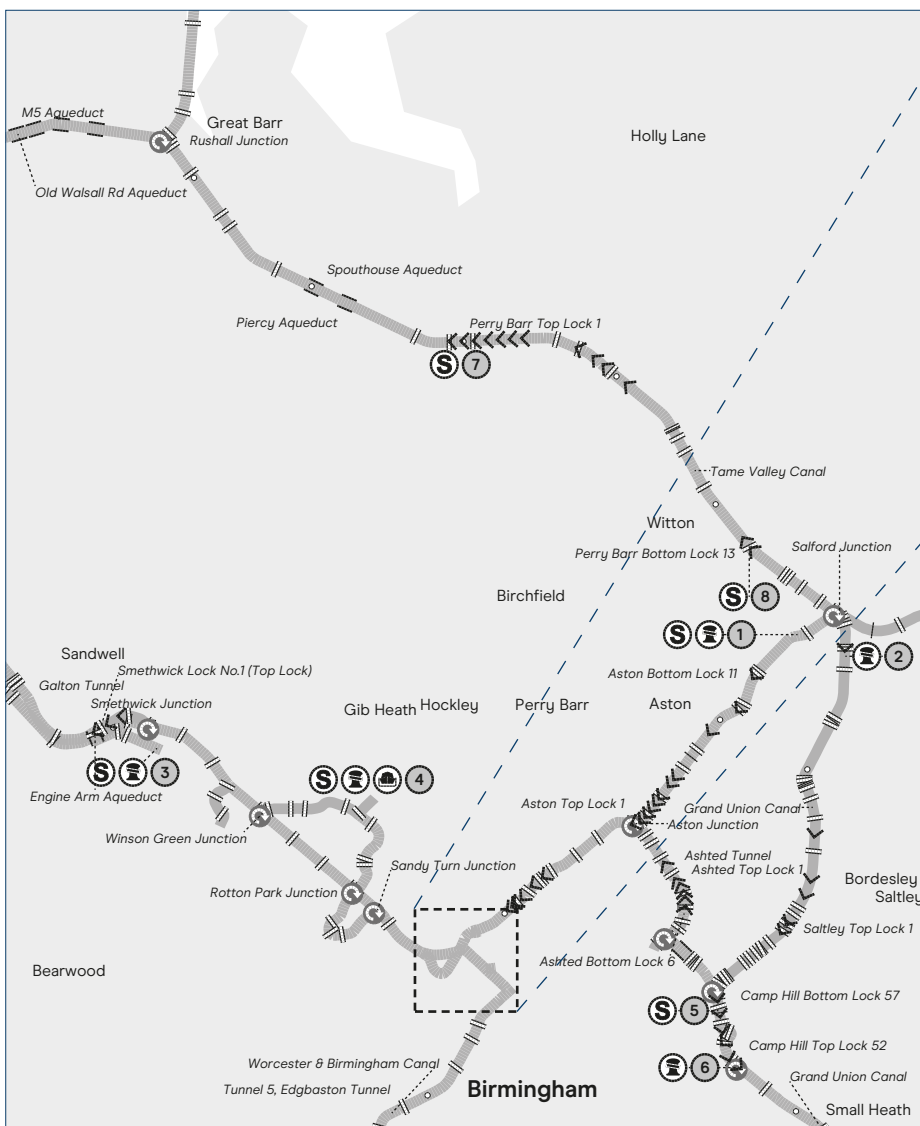 M5 Aqueduct
Great Barr
Rushall Junction
Holly Lane
Old Walsall Rd Aqueduct
Spouthouse Aqueduct
Piercy Aqueduct
Perry Barr Top Lock 1
S 7
Tame Valley Canal
Witton
Perry Barr Bottom Lock 13
Salford Junction
Birchfield
S 8
S 1
2
Sandwell
Smethwick Lock No.1 (Top Lock)
Galton Tunnel
Smethwick Junction
Aston Bottom Lock 11
Gib Heath
Hockley
Perry Barr
Aston
S 3
S 4
Engine Arm Aqueduct
Aston Top Lock 1
Grand Union Canal
Aston Junction
Winson Green Junction
Ashted Tunnel
Ashted Top Lock 1
Sandy Turn Junction
Rotton Park Junction
Bordesley
Saltley
Saltley Top Lock 1
Bearwood
Ashted Bottom Lock 6
Camp Hill Bottom Lock 57
S 5
Camp Hill Top Lock 52
Worcester & Birmingham Canal
6
Grand Union Canal
Tunnel 5, Edgbaston Tunnel
Birmingham
Small Heath